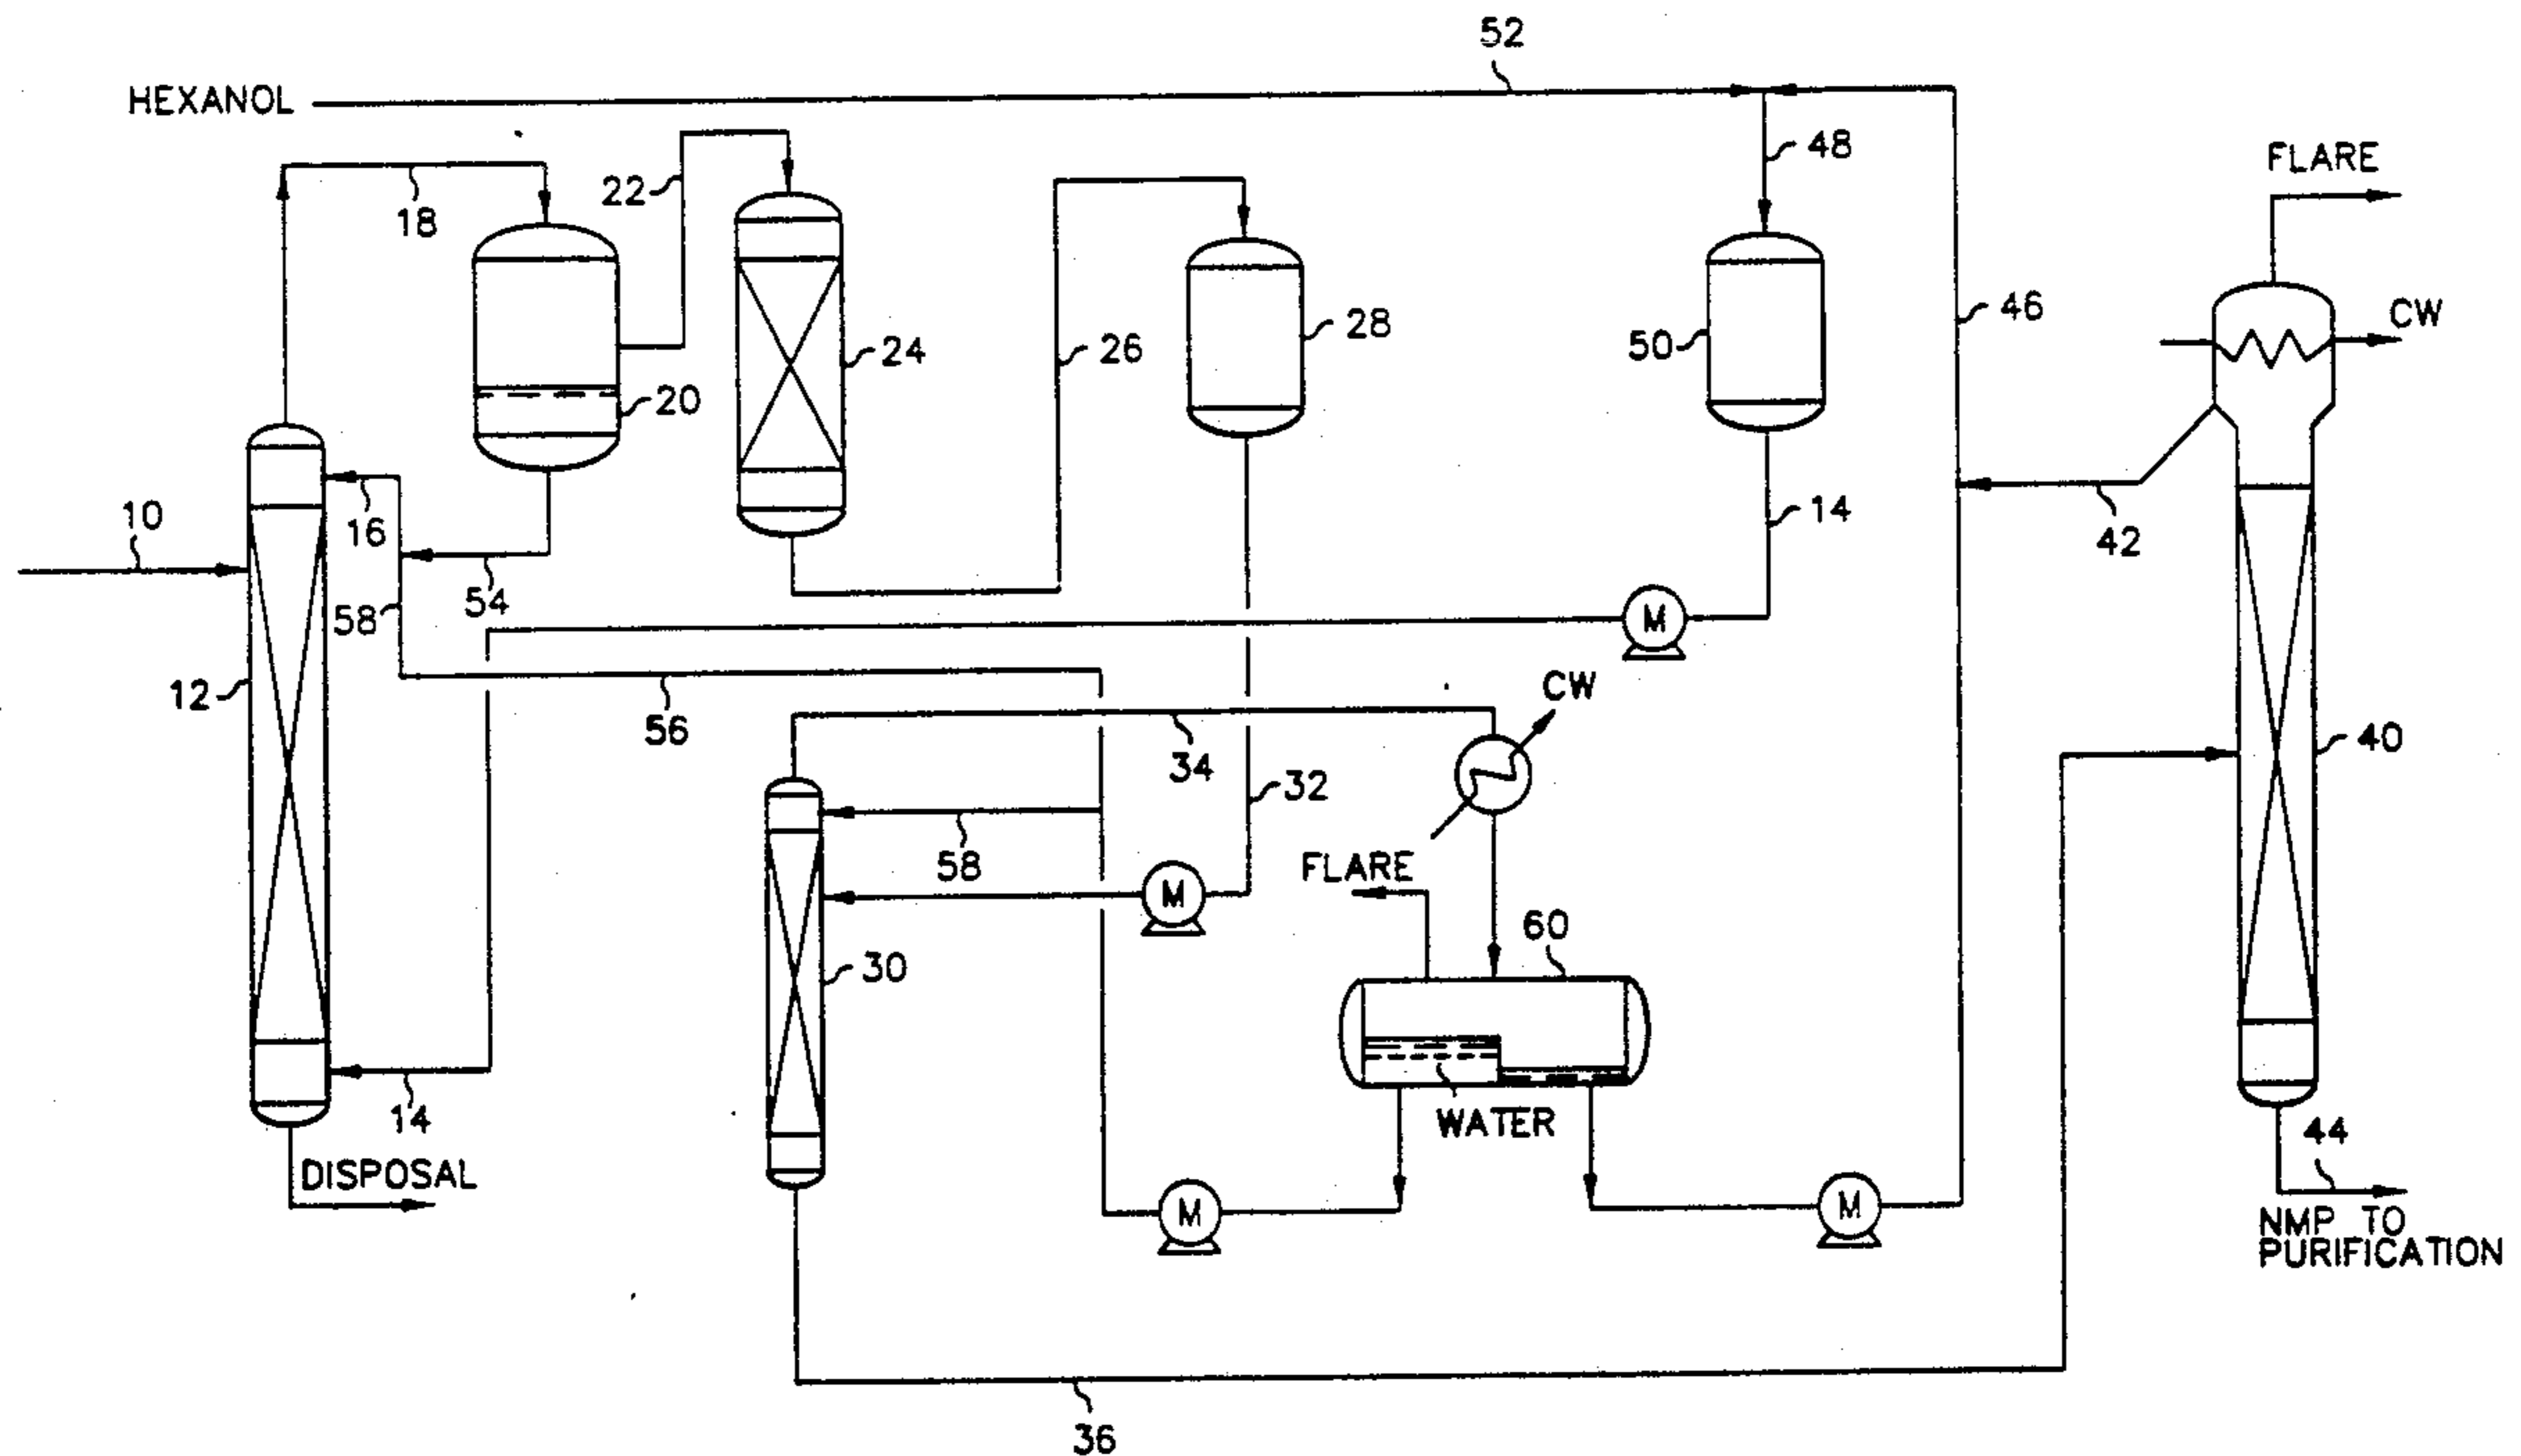 52
HEXANOL
48
FLARE
22
18
46
CW
28
24
26
50
20
10
16
14
42
54
58
M
12
CW
56
34
40
32
58
M
FLARE
60
30
WATER
14
44
DISPOSAL
M
M
NMP TO
PURIFICATION
36